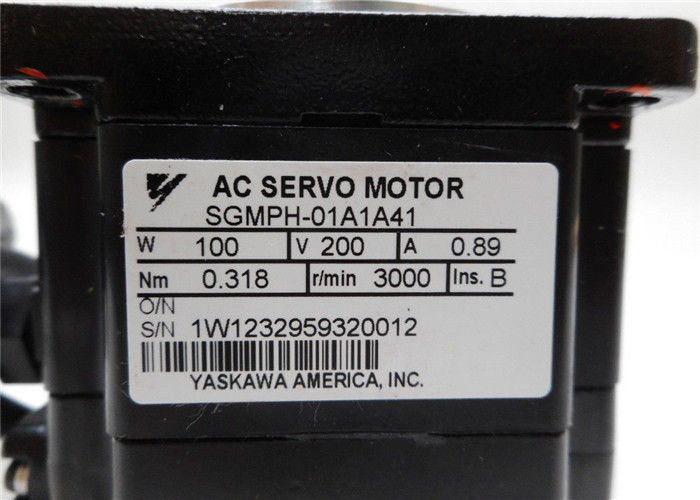 AC SERVO MOTOR
SGMPH-01A1A41
W 100 V 200 A 0.89
Nm 0.318 r/min 3000 Ins. B
O/N
S/N 1W1232959320012
YASKAWA AMERICA, INC.